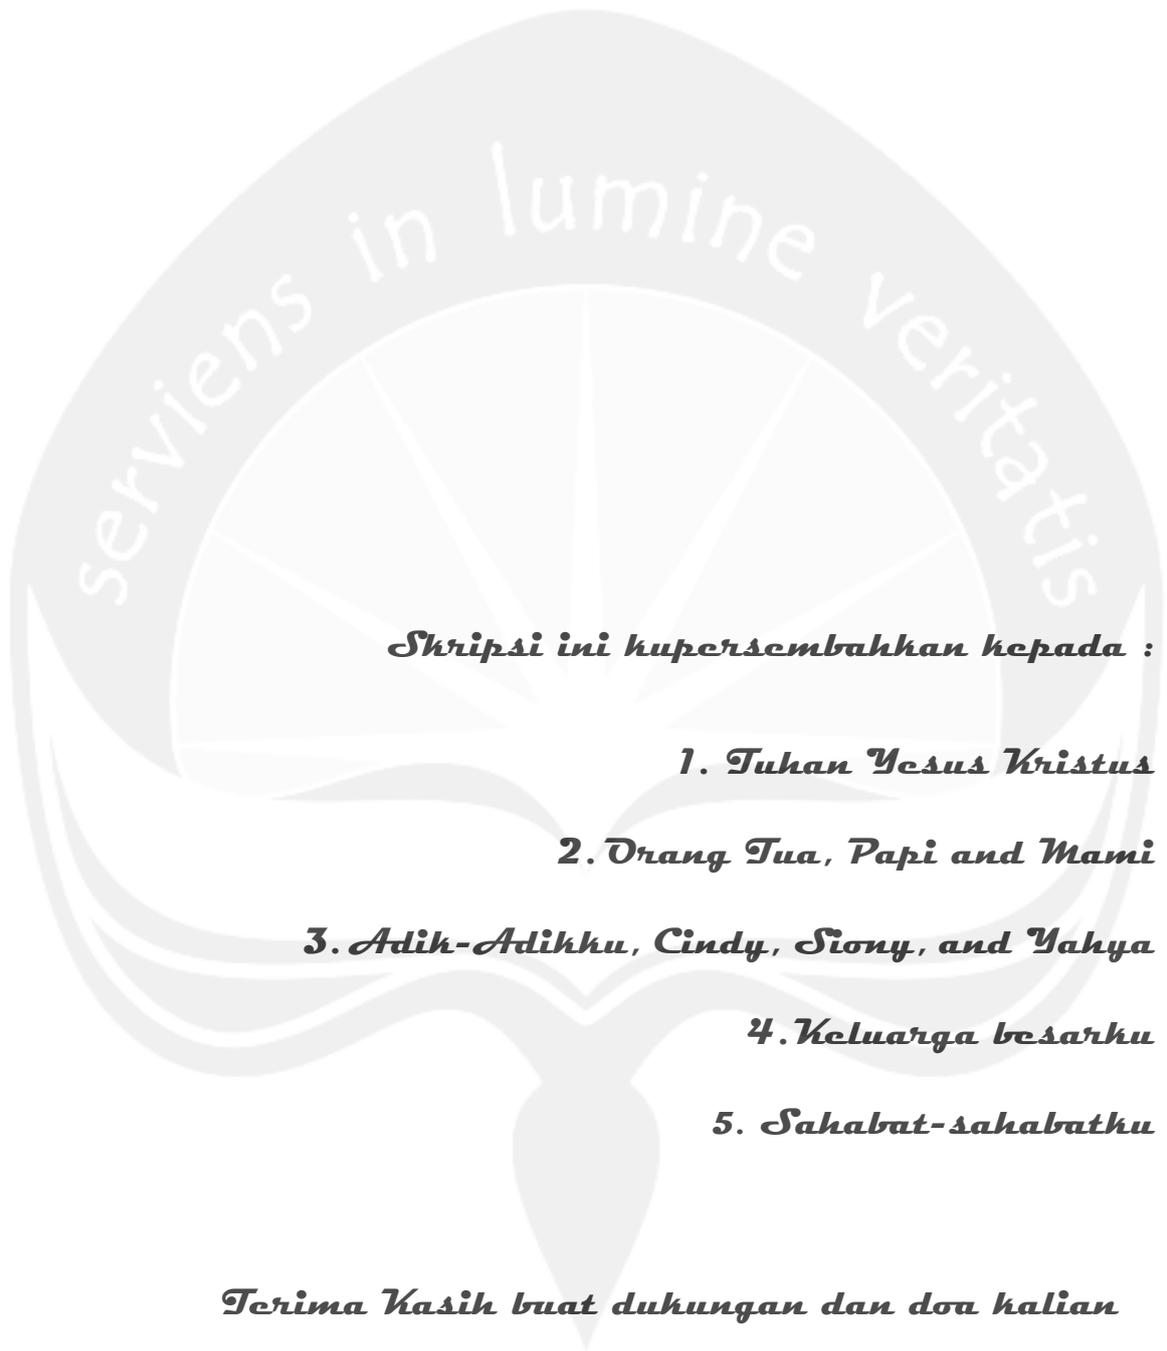 serviens in lumine veritatis
Skripsi ini kupersembahkan kepada :
1. Tuhan Yesus Kristus
2. Orang Tua, Papi and Mami
3. Adik-Adikku, Cindy, Siony, and Yahya
4. Keluarga besarku
5. Sahabat-sahabatku
Terima Kasih buat dukungan dan doa kalian